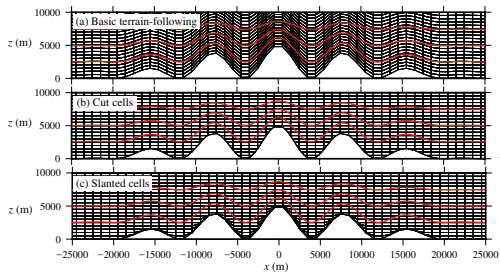 10000
(a) Basic terrain-following
z (m)
5000
0
10000
(b) Cut cells
z (m)
5000
0
10000
(c) Slanted cells
z (m)
5000
0
−25000 −20000 −15000 −10000 −5000 0 5000 10000 15000 20000 25000
x (m)